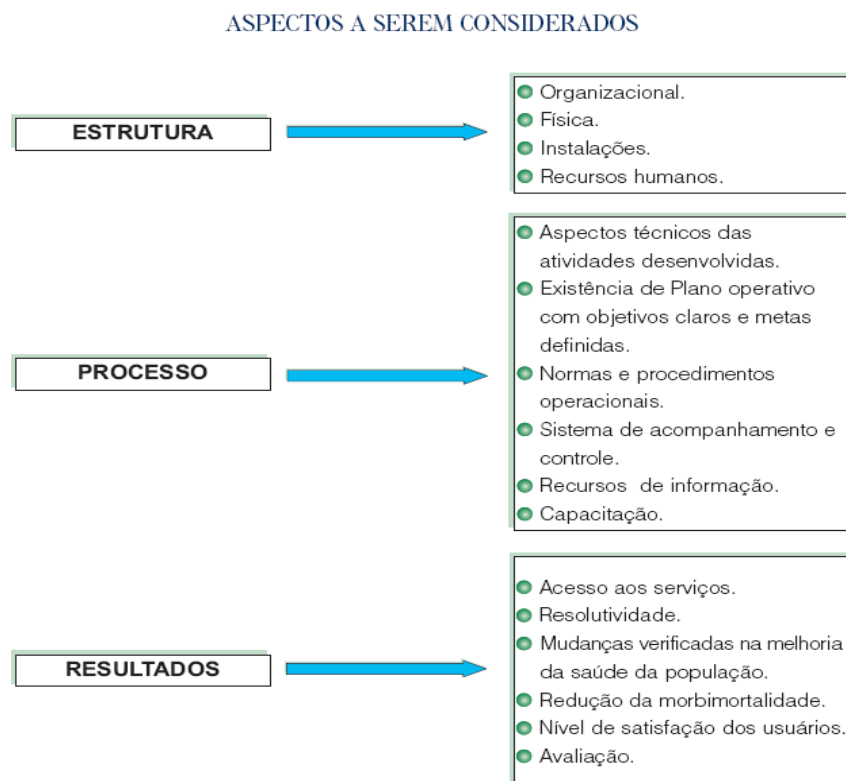 ASPECTOS A SEREM CONSIDERADOS
ESTRUTURA
Organizacional.
Física.
Instalações.
Recursos humanos.
PROCESSO
Aspectos técnicos das
atividades desenvolvidas.
Existência de Plano operativo
com objetivos claros e metas
definidas.
Normas e procedimentos
operacionais.
Sistema de acompanhamento e
controle.
Recursos de informação.
Capacitação.
RESULTADOS
Acesso aos serviços.
Resolutividade.
Mudanças verificadas na melhoria
da saúde da população.
Redução da morbimortalidade.
Nível de satisfação dos usuários.
Avaliação.